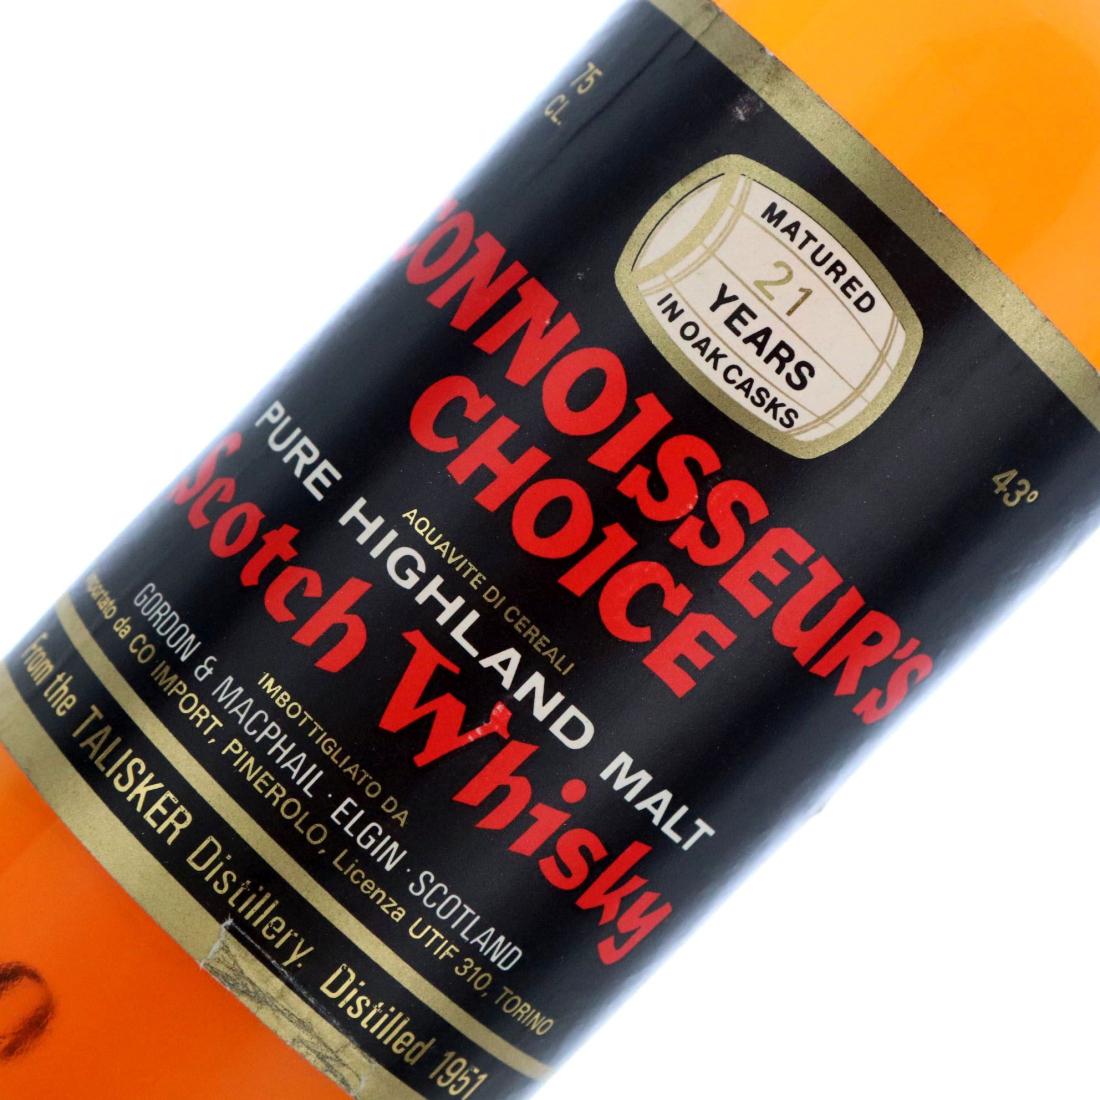 75
CL.
MATURED
21
YEARS
IN OAK CASKS
43°
CONNOISSEUR'S
CHOICE
AQUAVITE DI CEREALI
PURE HIGHLAND MALT
Scotch Whisky
IMBOTTIGLIATO DA
GORDON & MACPHAIL · ELGIN · SCOTLAND
Importato da CO IMPORT, PINEROLO, Licenza UTIF 310, TORINO
from the TALISKER Distillery. Distilled 1951